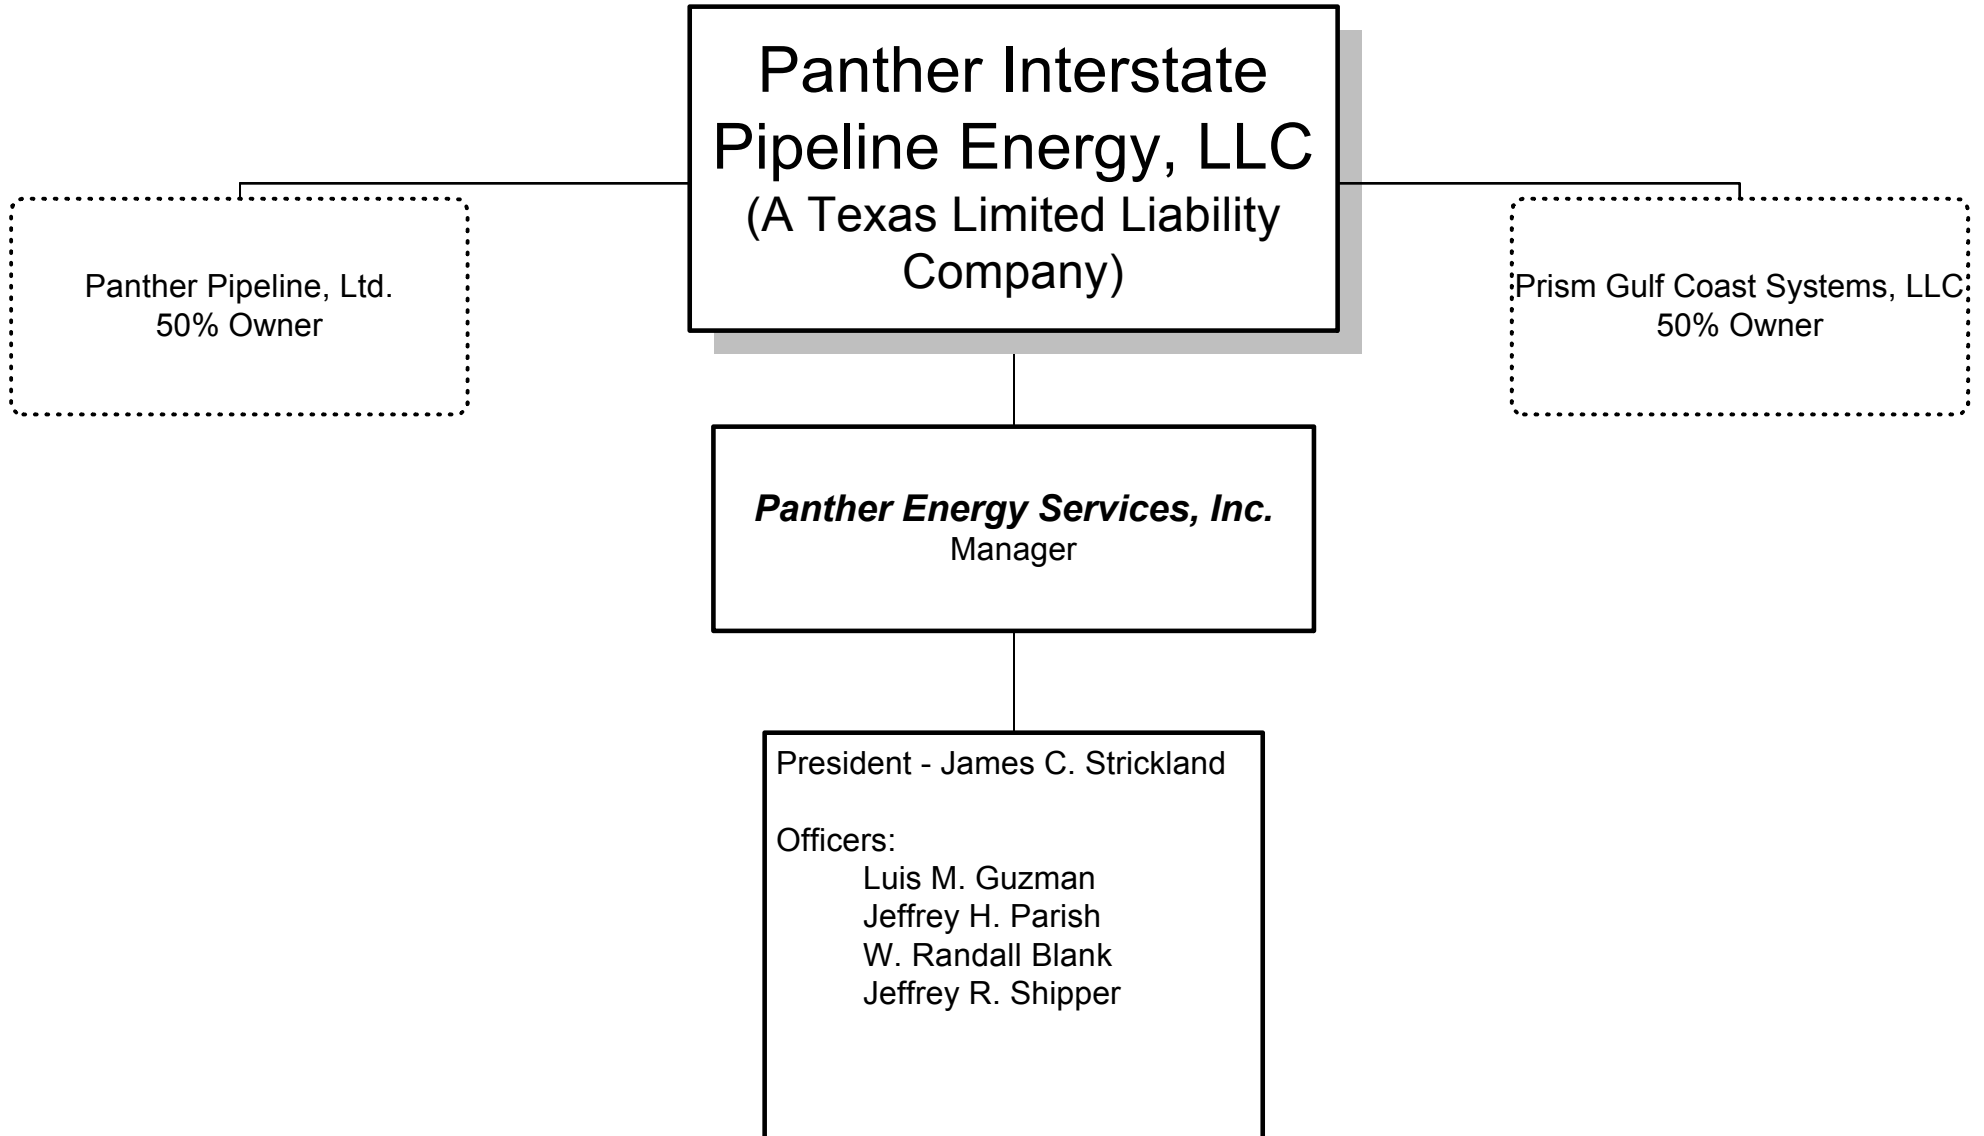 Panther Interstate
Pipeline Energy, LLC
(A Texas Limited Liability
Company)
Panther Pipeline, Ltd.
50% Owner
Prism Gulf Coast Systems, LLC
50% Owner
Panther Energy Services, Inc.
Manager
President - James C. Strickland
Officers:
Luis M. Guzman
Jeffrey H. Parish
W. Randall Blank
Jeffrey R. Shipper